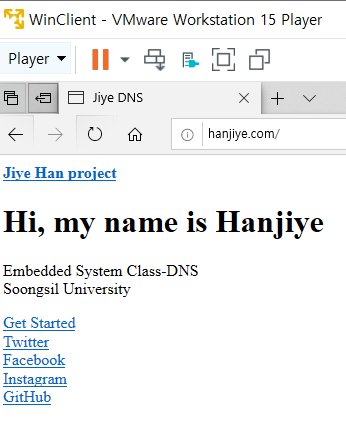 WinClient - VMware Workstation 15 Player
Player
Jiye DNS
hanjiye.com/
Jiye Han project
Hi, my name is Hanjiye
Embedded System Class-DNS
Soongsil University
Get Started
Twitter
Facebook
Instagram
GitHub